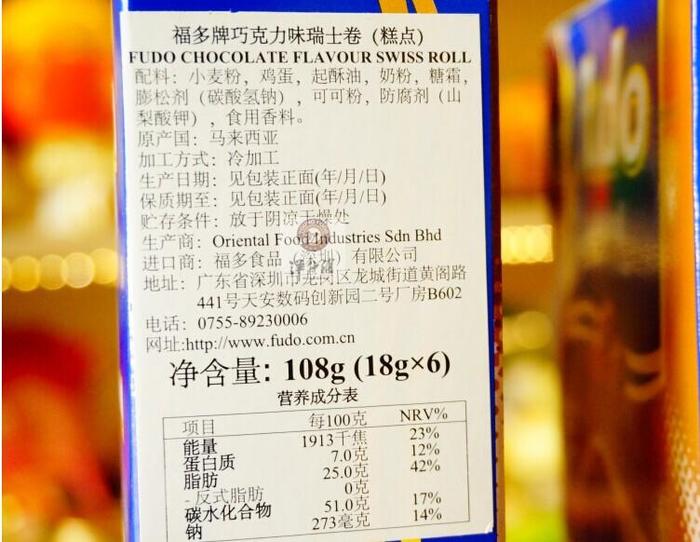 福多牌巧克力味瑞士卷（糕点）
FUDO CHOCOLATE FLAVOUR SWISS ROLL
配料：小麦粉，鸡蛋，起酥油，奶粉，糖霜，
膨松剂（碳酸氢钠），可可粉，防腐剂（山
梨酸钾），食用香料。
原产国：马来西亚
加工方式：冷加工
生产日期：见包装正面(年/月/日)
保质期至：见包装正面(年/月/日)
贮存条件：放于阴凉干燥处
生产商：Oriental Food Industries Sdn Bhd
进口商：福多食品（深圳）有限公司
地址：广东省深圳市龙岗区龙城街道黄阁路
441号天安数码创新园二号厂房B602
电话：0755-89230006
网址:http://www.fudo.com.cn
净含量：108g (18g×6)
营养成分表
项目 每100克 NRV%
能量 1913千焦 23%
蛋白质 7.0克 12%
脂肪 25.0克 42%
- 反式脂肪 0克
碳水化合物 51.0克 17%
钠 273毫克 14%